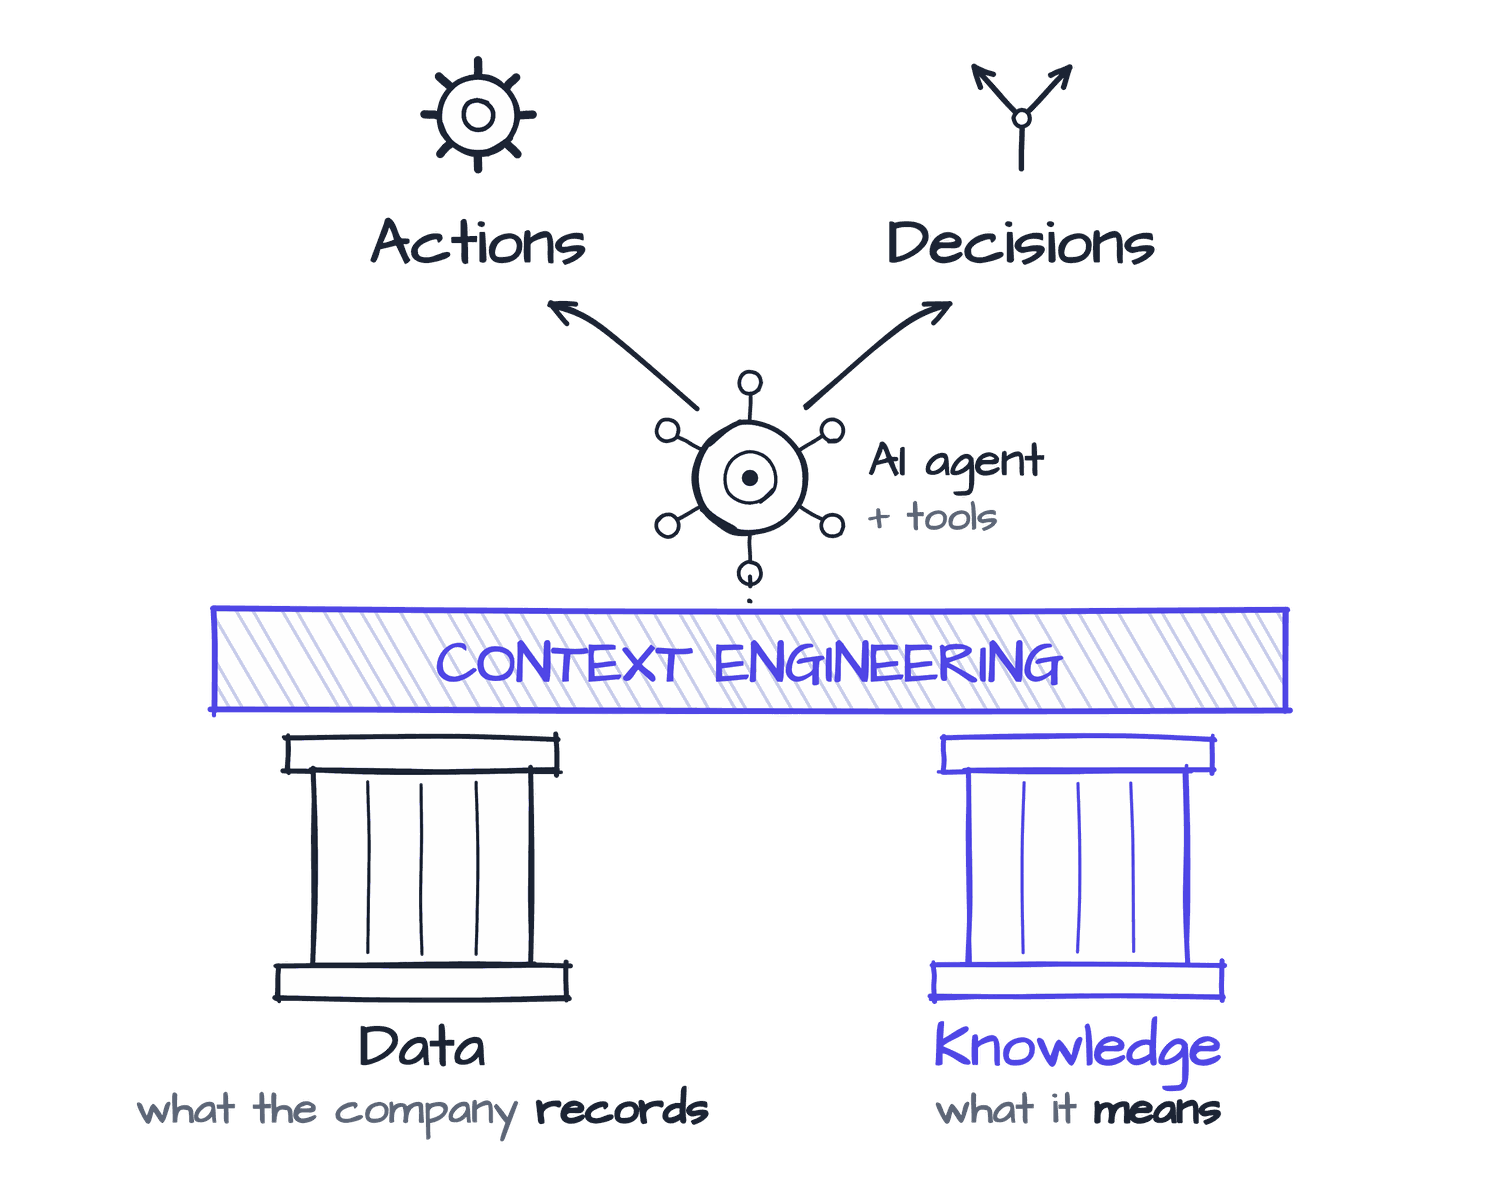 Actions
Decisions
AI agent
+ tools
CONTEXT ENGINEERING
Data
what the company records
Knowledge
what it means